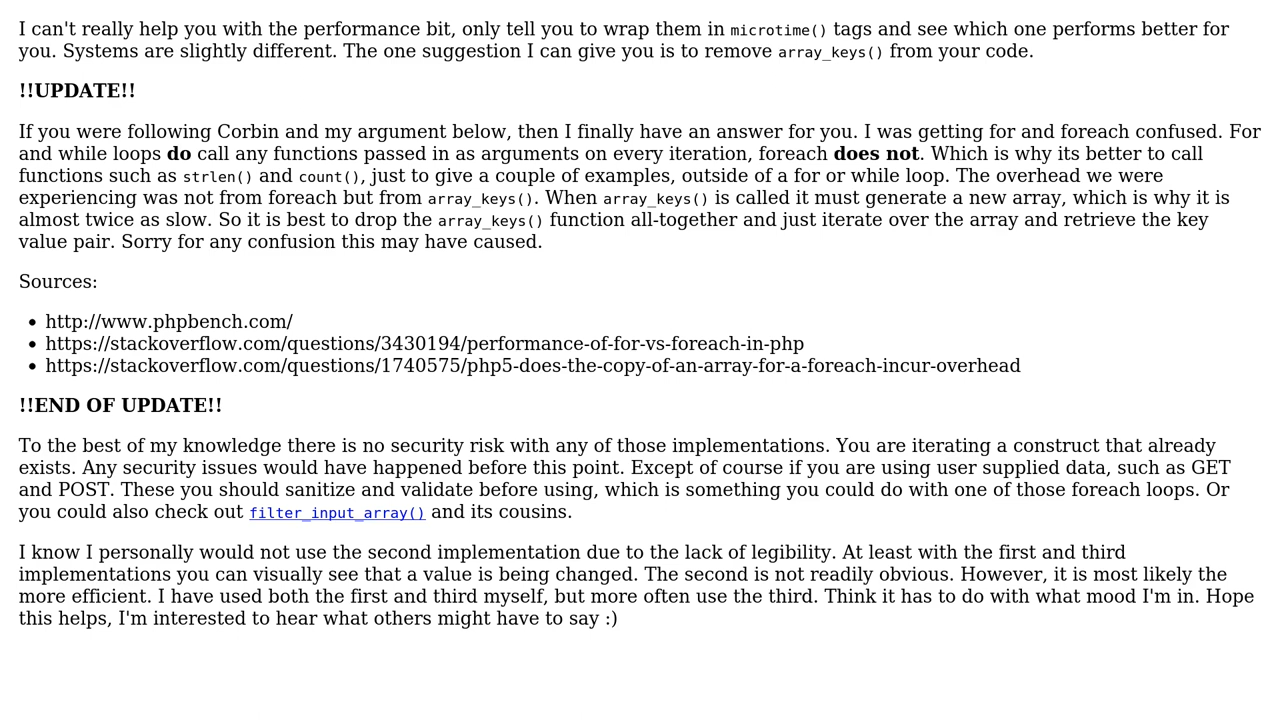 I can't really help you with the performance bit, only tell you to wrap them in microtime() tags and see which one performs better for
you. Systems are slightly different. The one suggestion I can give you is to remove array_keys() from your code.
!!UPDATE!!
If you were following Corbin and my argument below, then I finally have an answer for you. I was getting for and foreach confused. For
and while loops do call any functions passed in as arguments on every iteration, foreach does not. Which is why its better to call
functions such as strlen() and count(), just to give a couple of examples, outside of a for or while loop. The overhead we were
experiencing was not from foreach but from array_keys(). When array_keys() is called it must generate a new array, which is why it is
almost twice as slow. So it is best to drop the array_keys() function all-together and just iterate over the array and retrieve the key
value pair. Sorry for any confusion this may have caused.
Sources:
• http://www.phpbench.com/
• https://stackoverflow.com/questions/3430194/performance-of-for-vs-foreach-in-php
• https://stackoverflow.com/questions/1740575/php5-does-the-copy-of-an-array-for-a-foreach-incur-overhead
!!END OF UPDATE!!
To the best of my knowledge there is no security risk with any of those implementations. You are iterating a construct that already
exists. Any security issues would have happened before this point. Except of course if you are using user supplied data, such as GET
and POST. These you should sanitize and validate before using, which is something you could do with one of those foreach loops. Or
you could also check out filter_input_array() and its cousins.
I know I personally would not use the second implementation due to the lack of legibility. At least with the first and third
implementations you can visually see that a value is being changed. The second is not readily obvious. However, it is most likely the
more efficient. I have used both the first and third myself, but more often use the third. Think it has to do with what mood I'm in. Hope
this helps, I'm interested to hear what others might have to say :)